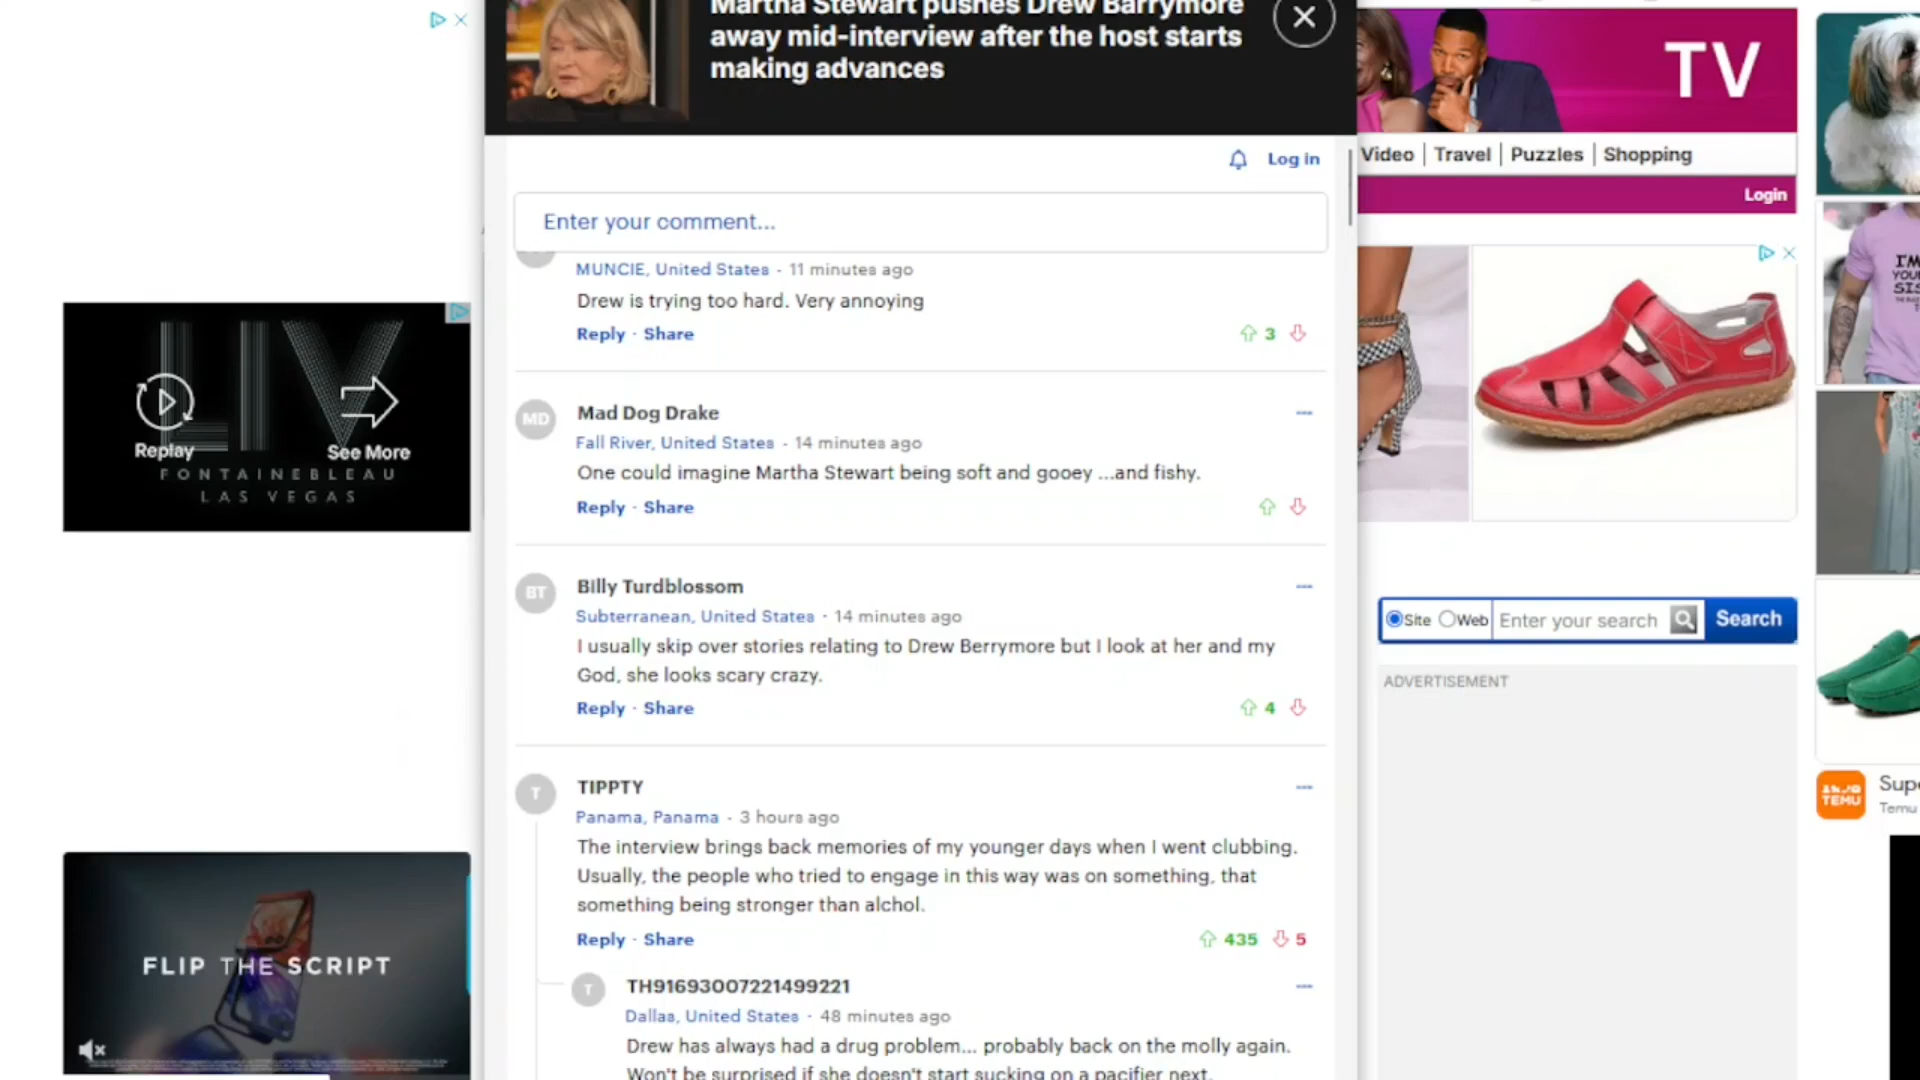 Martha Stewart pushes Drew Barrymore
away mid-interview after the host starts
making advances
Log in
Enter your comment...
MUNCIE, United States - 11 minutes ago
Drew is trying too hard. Very annoying
Reply · Share
3
MD
Mad Dog Drake
Fall River, United States - 14 minutes ago
One could imagine Martha Stewart being soft and gooey ...and fishy.
Reply · Share
BT
Billy Turdblossom
Subterranean, United States · 14 minutes ago
I usually skip over stories relating to Drew Berrymore but I look at her and my
God, she looks scary crazy.
Reply · Share
4
T
TIPPTY
Panama, Panama - 3 hours ago
The interview brings back memories of my younger days when I went clubbing.
Usually, the people who tried to engage in this way was on something, that
something being stronger than alchol.
Reply · Share
435 5
T
TH91693007221499221
Dallas, United States · 48 minutes ago
Drew has always had a drug problem... probably back on the molly again.
Won't be surprised if she doesn't start sucking on a pacifier next.
LIV
Replay
See More
FONTAINEBLEAU
LAS VEGAS
FLIP THE SCRIPT
TV
Video | Travel | Puzzles | Shopping
Login
Site Web Enter your search Search
ADVERTISEMENT
I'M
YOU
SIS
TEMU
Supe
Temu